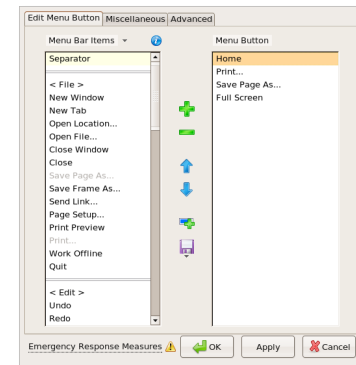 Edit Menu Button Miscellaneous Advanced
Menu Bar Items
Separator
< File >
New Window
New Tab
Open Location...
Open File...
Close Window
Close
Save Page As...
Save Frame As...
Send Link...
Page Setup...
Print Preview
Print...
Work Offline
Quit
< Edit >
Undo
Redo
Menu Button
Home
Print...
Save Page As...
Full Screen
Emergency Response Measures OK Apply Cancel